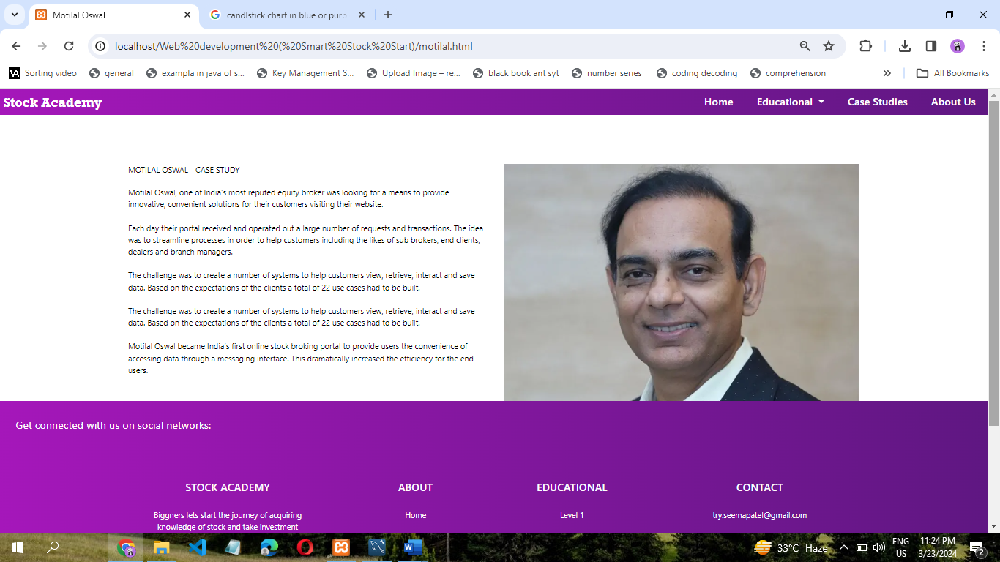 Motilal Oswal
candlstick chart in blue or purpl
localhost/Web%20development%20(%20Smart%20Stock%20Start)/motilal.html
Sorting video
general
exampla in java of s...
Key Management S...
Upload Image – re...
black book ant syt
number series
coding decoding
comprehension
All Bookmarks
Stock Academy
Home
Educational
Case Studies
About Us
MOTILAL OSWAL - CASE STUDY
Motilal Oswal, one of India's most reputed equity broker was looking for a means to provide
innovative, convenient solutions for their customers visiting their website.
Each day their portal received and operated out a large number of requests and transactions. The idea
was to streamline processes in order to help customers including the likes of sub brokers, end clients,
dealers and branch managers.
The challenge was to create a number of systems to help customers view, retrieve, interact and save
data. Based on the expectations of the clients a total of 22 use cases had to be built.
The challenge was to create a number of systems to help customers view, retrieve, interact and save
data. Based on the expectations of the clients a total of 22 use cases had to be built.
Motilal Oswal became India's first online stock broking portal to provide users the convenience of
accessing data through a messaging interface. This dramatically increased the efficiency for the end
users.
Get connected with us on social networks:
STOCK ACADEMY
Biggners lets start the journey of acquiring
knowledge of stock and take investment
ABOUT
Home
EDUCATIONAL
Level 1
CONTACT
try.seemapatel@gmail.com
33°C Haze
ENG
US
11:24 PM
3/23/2024
2